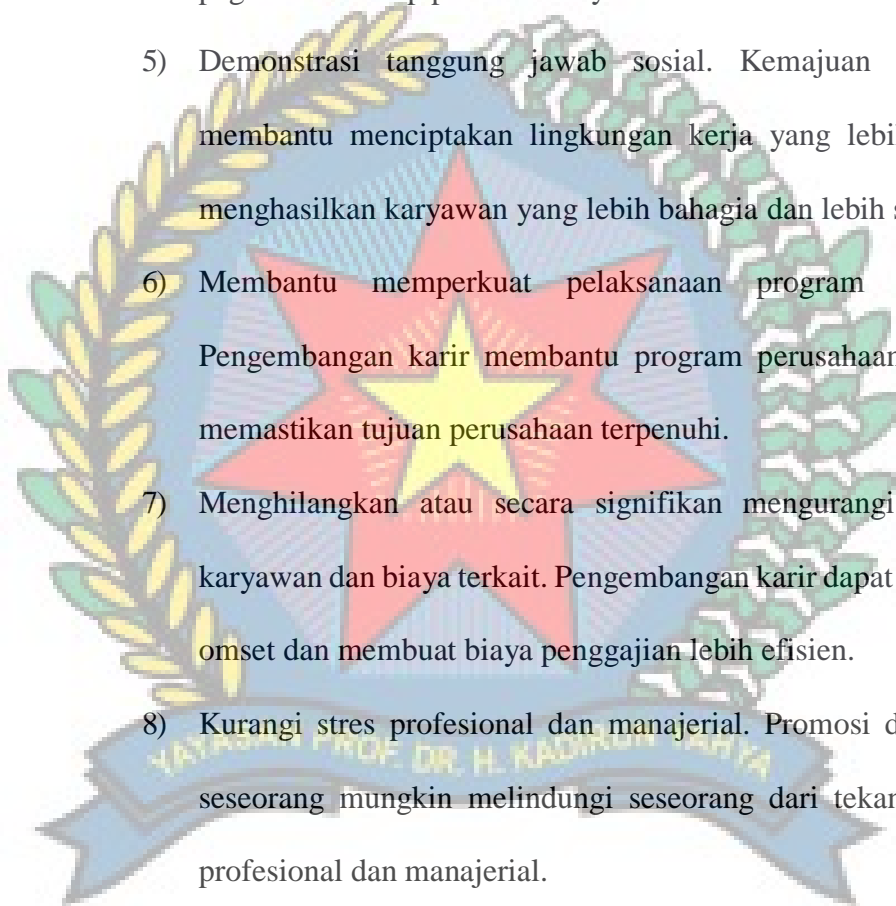 5) Demonstrasi tanggung jawab sosial. Kemajuan
membantu menciptakan lingkungan kerja yang
menghasilkan karyawan yang lebih bahagia dan lebih
6) Membantu memperkuat pelaksanaan program
Pengembangan karir membantu program perusahaan
memastikan tujuan perusahaan terpenuhi.
7) Menghilangkan atau secara signifikan mengurangi
karyawan dan biaya terkait. Pengembangan karir dapat
omset dan membuat biaya penggajian lebih efisien.
8) Kurangi stres profesional dan manajerial. Promosi
YAYASAN PROF. DR. H. KADIRUN YAHYA
seseorang mungkin melindungi seseorang dari
profesional dan manajerial.